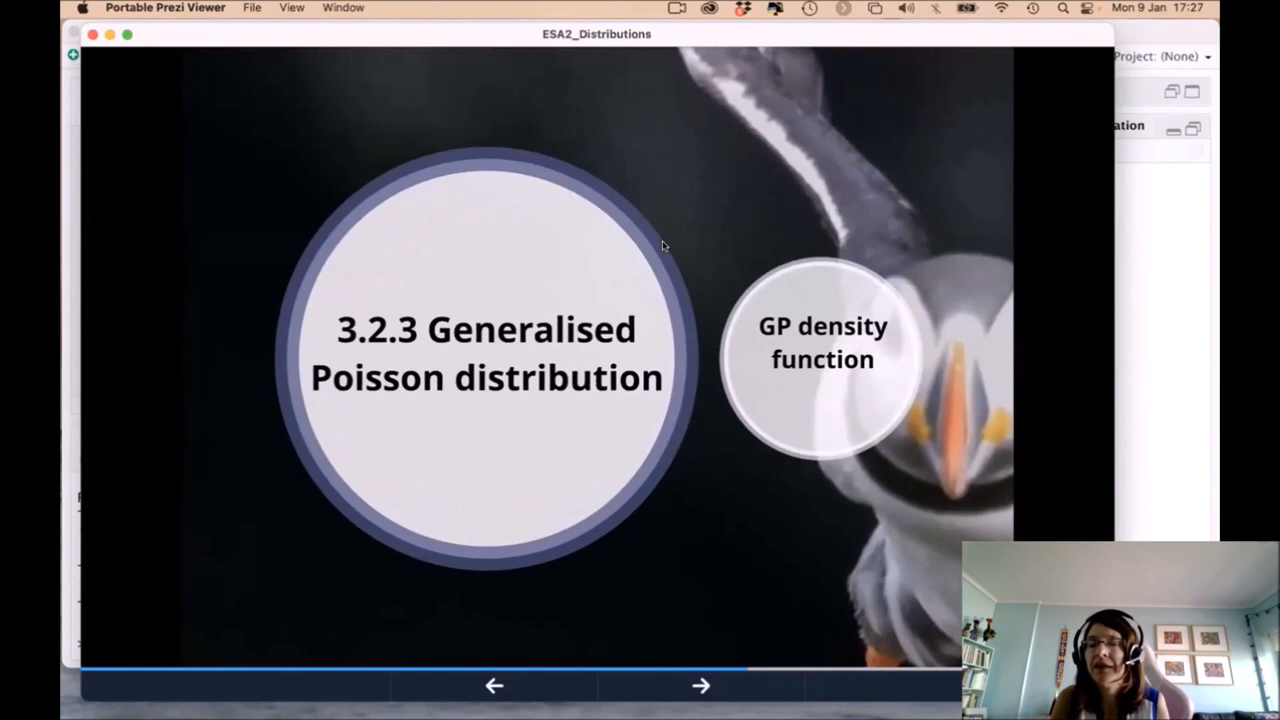 Portable Prezi Viewer File View Window Mon 9 Jan 17:27
ESA2_Distributions
Project: (None)
ation
3.2.3 Generalised
Poisson distribution
GP density
function